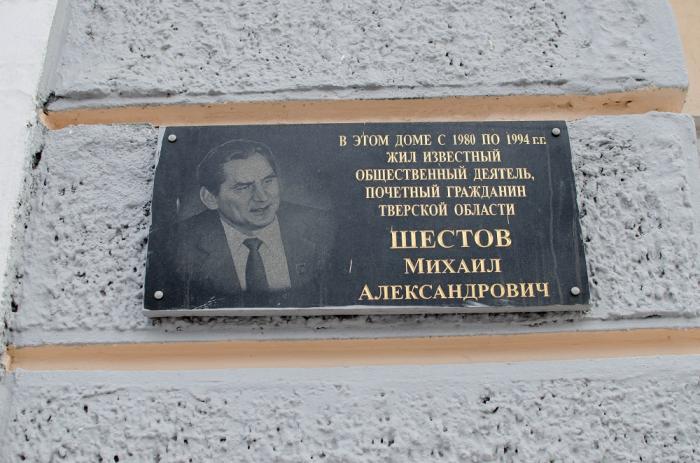 В ЭТОМ ДОМЕ С 1980 ПО 1994 г.г.
ЖИЛ ИЗВЕСТНЫЙ
ОБЩЕСТВЕННЫЙ ДЕЯТЕЛЬ,
ПОЧЕТНЫЙ ГРАЖДАНИН
ТВЕРСКОЙ ОБЛАСТИ
ШЕСТОВ
МИХАИЛ
АЛЕКСАНДРОВИЧ